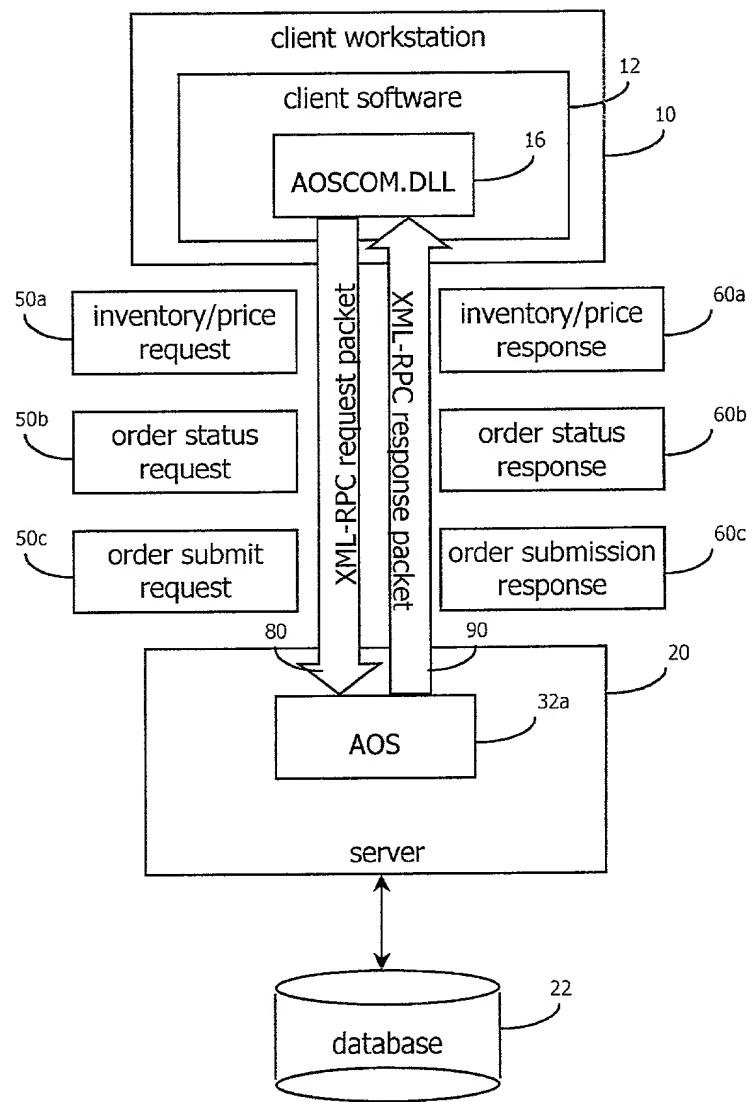 client workstation
client software
12
10
16
AOSCOM.DLL
50a
inventory/price
request
60a
inventory/price
response
XML-RPC request packet
XML-RPC response packet
50b
order status
request
60b
order status
response
50c
order submit
request
60c
order submission
response
80
90
20
32a
AOS
server
22
database